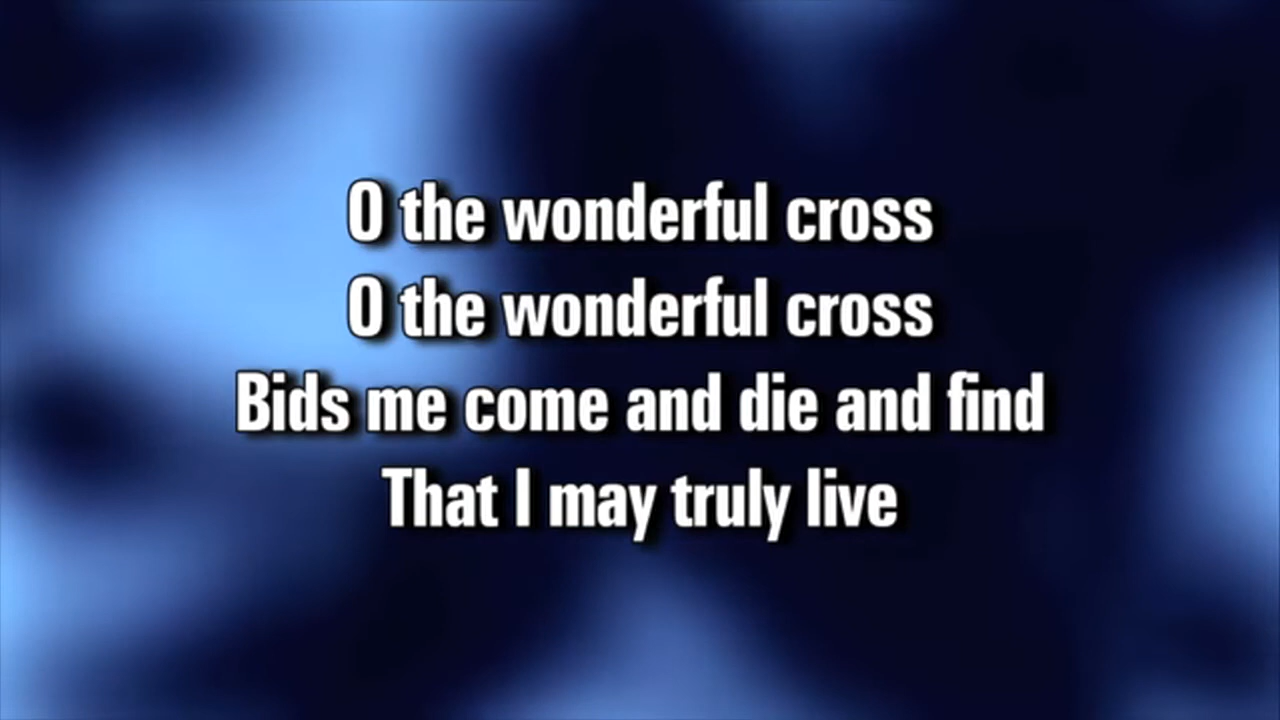 O the wonderful cross
O the wonderful cross
Bids me come and die and find
That I may truly live